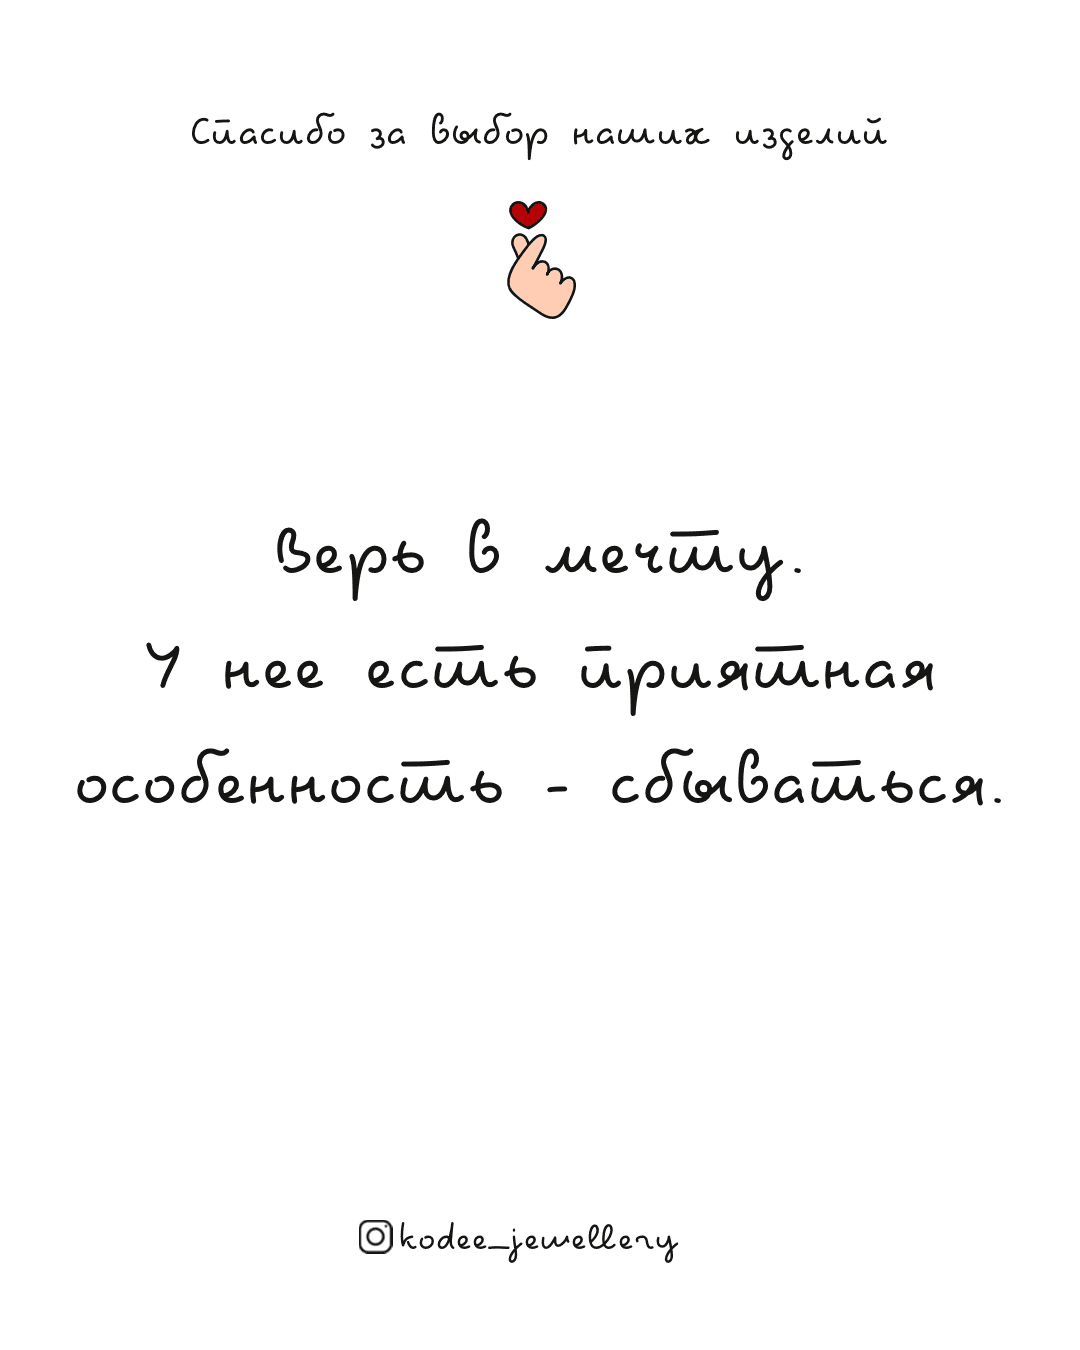 Спасибо за выбор наших изделий
Верь в мечту.
У нее есть приятная
особенность - сбываться.
kodee_jewellery